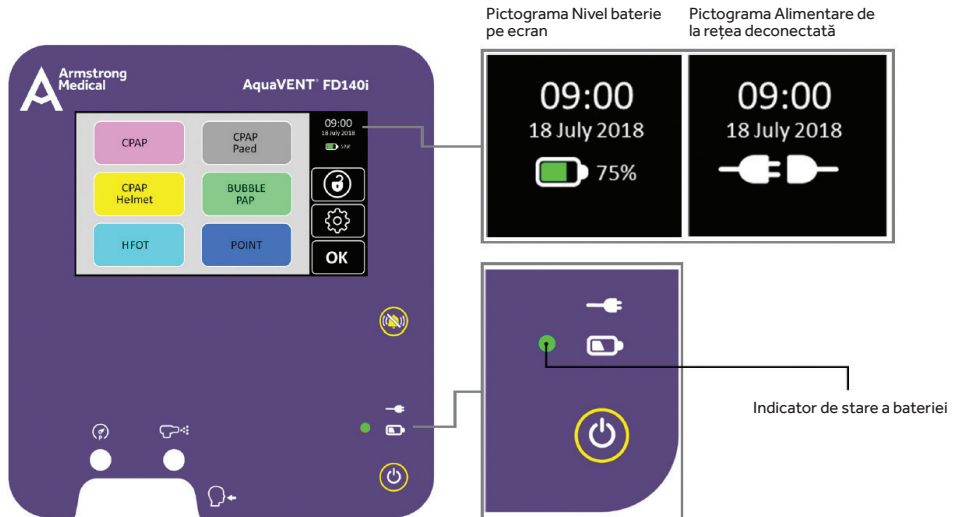 Pictograma Nivel baterie
pe ecran
Pictograma Alimentare de
la rețea deconectată
Armstrong
Medical
AquaVENT® FD140i
CPAP
CPAP
Paed
CPAP
Helmet
BUBBLE
PAP
HFOT
POINT
09:00
18 July 2018
OK
09:00
18 July 2018
75%
09:00
18 July 2018
Indicator de stare a bateriei